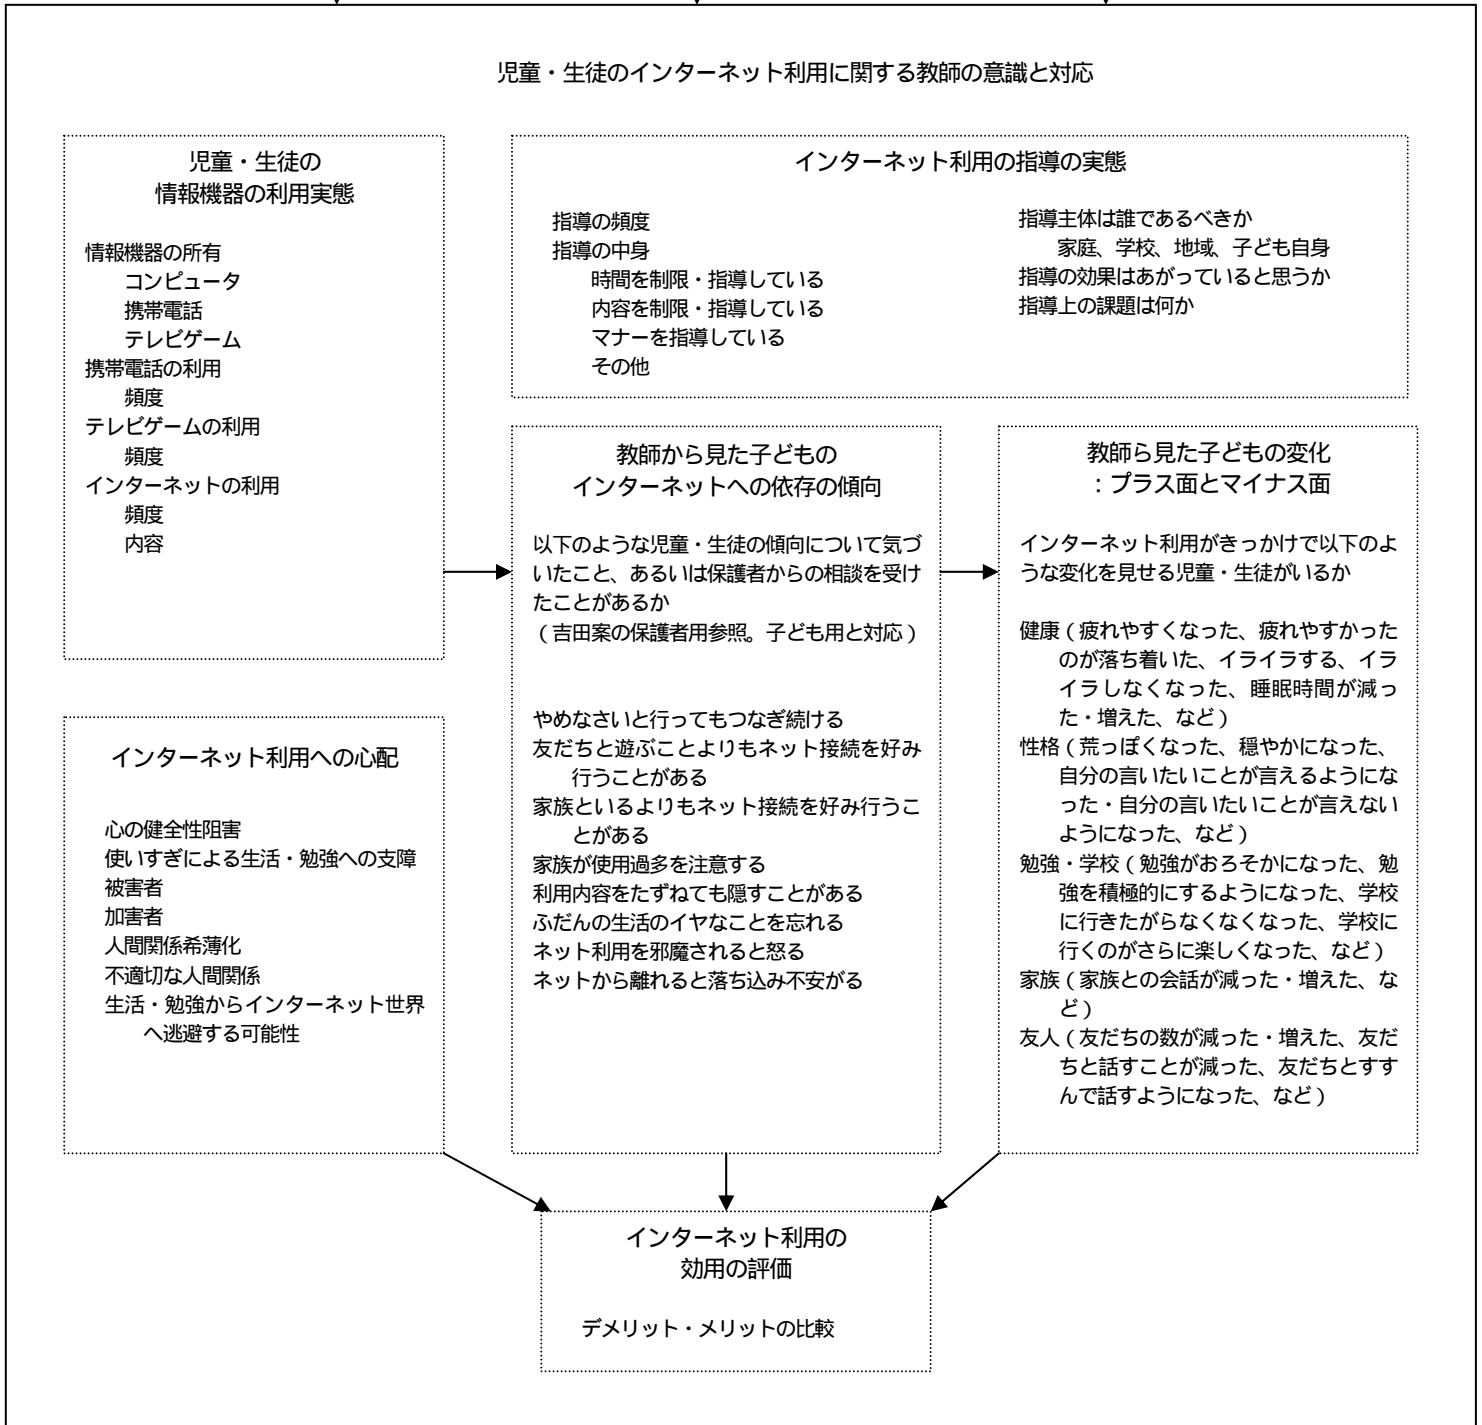 児童・生徒のインターネット利用に関する教師の意識と対応
児童・生徒の
情報機器の利用実態
情報機器の所有
コンピュータ
携帯電話
テレビゲーム
携帯電話の利用
頻度
テレビゲームの利用
頻度
インターネットの利用
頻度
内容
インターネット利用の指導の実態
指導の頻度
指導の中身
時間を制限・指導している
内容を制限・指導している
マナーを指導している
その他
指導主体は誰であるべきか
家庭、学校、地域、子ども自身
指導の効果はあがっていると思うか
指導上の課題は何か
教師から見た子どもの
インターネットへの依存の傾向
以下のような児童・生徒の傾向について気づ
いたこと、あるいは保護者からの相談を受け
たことがあるか
（吉田案の保護者用参照。子ども用と対応）
やめなさいと行ってもつなぎ続ける
友だちと遊ぶことよりもネット接続を好み
行うことがある
家族といるよりもネット接続を好み行うこ
とがある
家族が使用過多を注意する
利用内容をたずねても隠すことがある
ふだんの生活のイヤなことを忘れる
ネット利用を邪魔されると怒る
ネットから離れると落ち込み不安がる
教師ら見た子どもの変化
：プラス面とマイナス面
インターネット利用がきっかけで以下のよ
うな変化を見せる児童・生徒がいるか
健康（疲れやすくなった、疲れやすかった
のが落ち着いた、イライラする、イラ
イラしなくなった、睡眠時間が減っ
た・増えた、など）
性格（荒っぽくなった、穏やかになった、
自分の言いたいことが言えるようにな
った・自分の言いたいことが言えない
ようになった、など）
勉強・学校（勉強がおろそかになった、勉
強を積極的にするようになった、学校
に行きたがらなくなくなった、学校に
行くのがさらに楽しくなった、など）
家族（家族との会話が減った・増えた、な
ど）
友人（友だちの数が減った・増えた、友だ
ちと話すことが減った、友だちとすす
んで話すようになった、など）
インターネット利用への心配
心の健全性阻害
使いすぎによる生活・勉強への支障
被害者
加害者
人間関係希薄化
不適切な人間関係
生活・勉強からインターネット世界
へ逃避する可能性
インターネット利用の
効用の評価
デメリット・メリットの比較